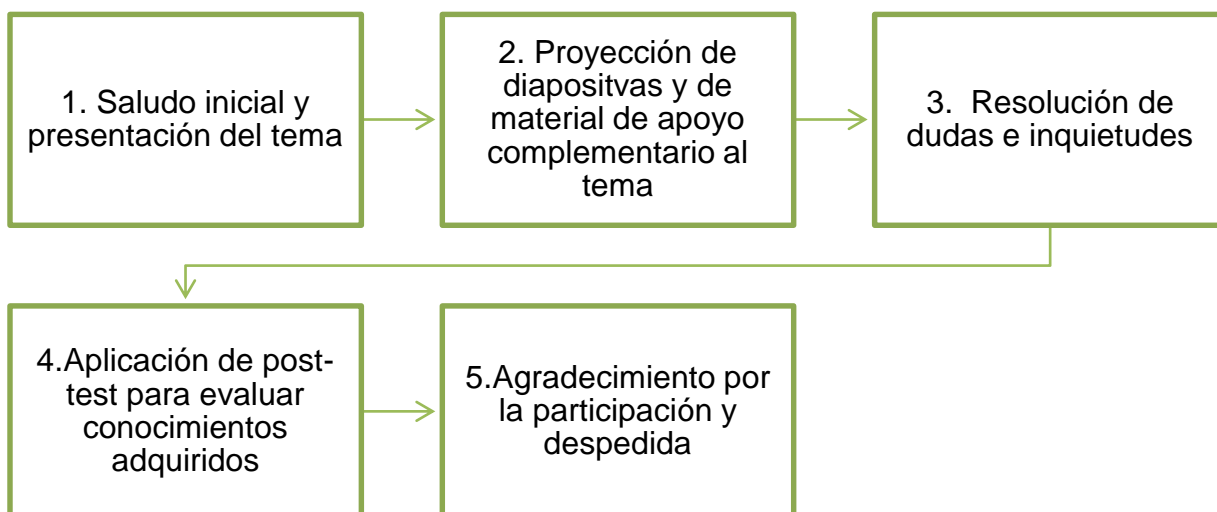 1. Saludo inicial y
presentación del tema
2. Proyección de
diapositvas y de
material de apoyo
complementario al
tema
3. Resolución de
dudas e inquietudes
4.Aplicación de post-
test para evaluar
conocimientos
adquiridos
5.Agradecimiento por
la participación y
despedida